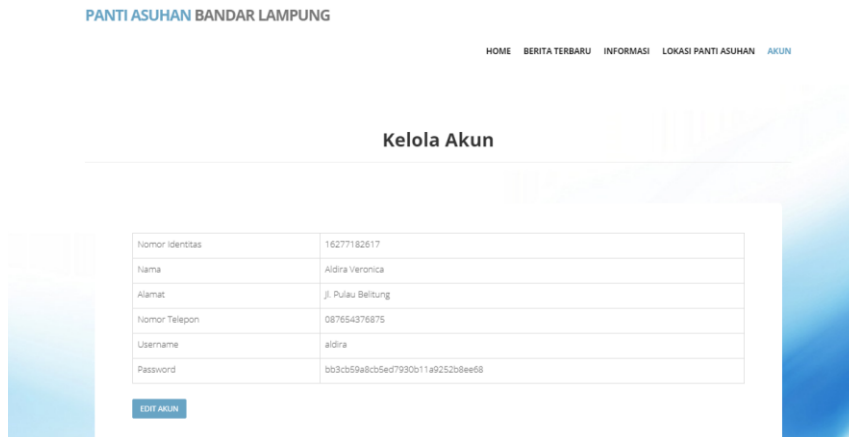 PANTI ASUHAN BANDAR LAMPUNG
HOME BERITA TERBARU INFORMASI LOKASI PANTI ASUHAN AKUN
Kelola Akun
Nomor Identitas 16277182617
Nama Aldira Veronica
Alamat Jl. Pulau Belitung
Nomor Telepon 087654376875
Username aldira
Password bb3cb59a8cb5ed7930b11a9252b8ee68
EDIT AKUN